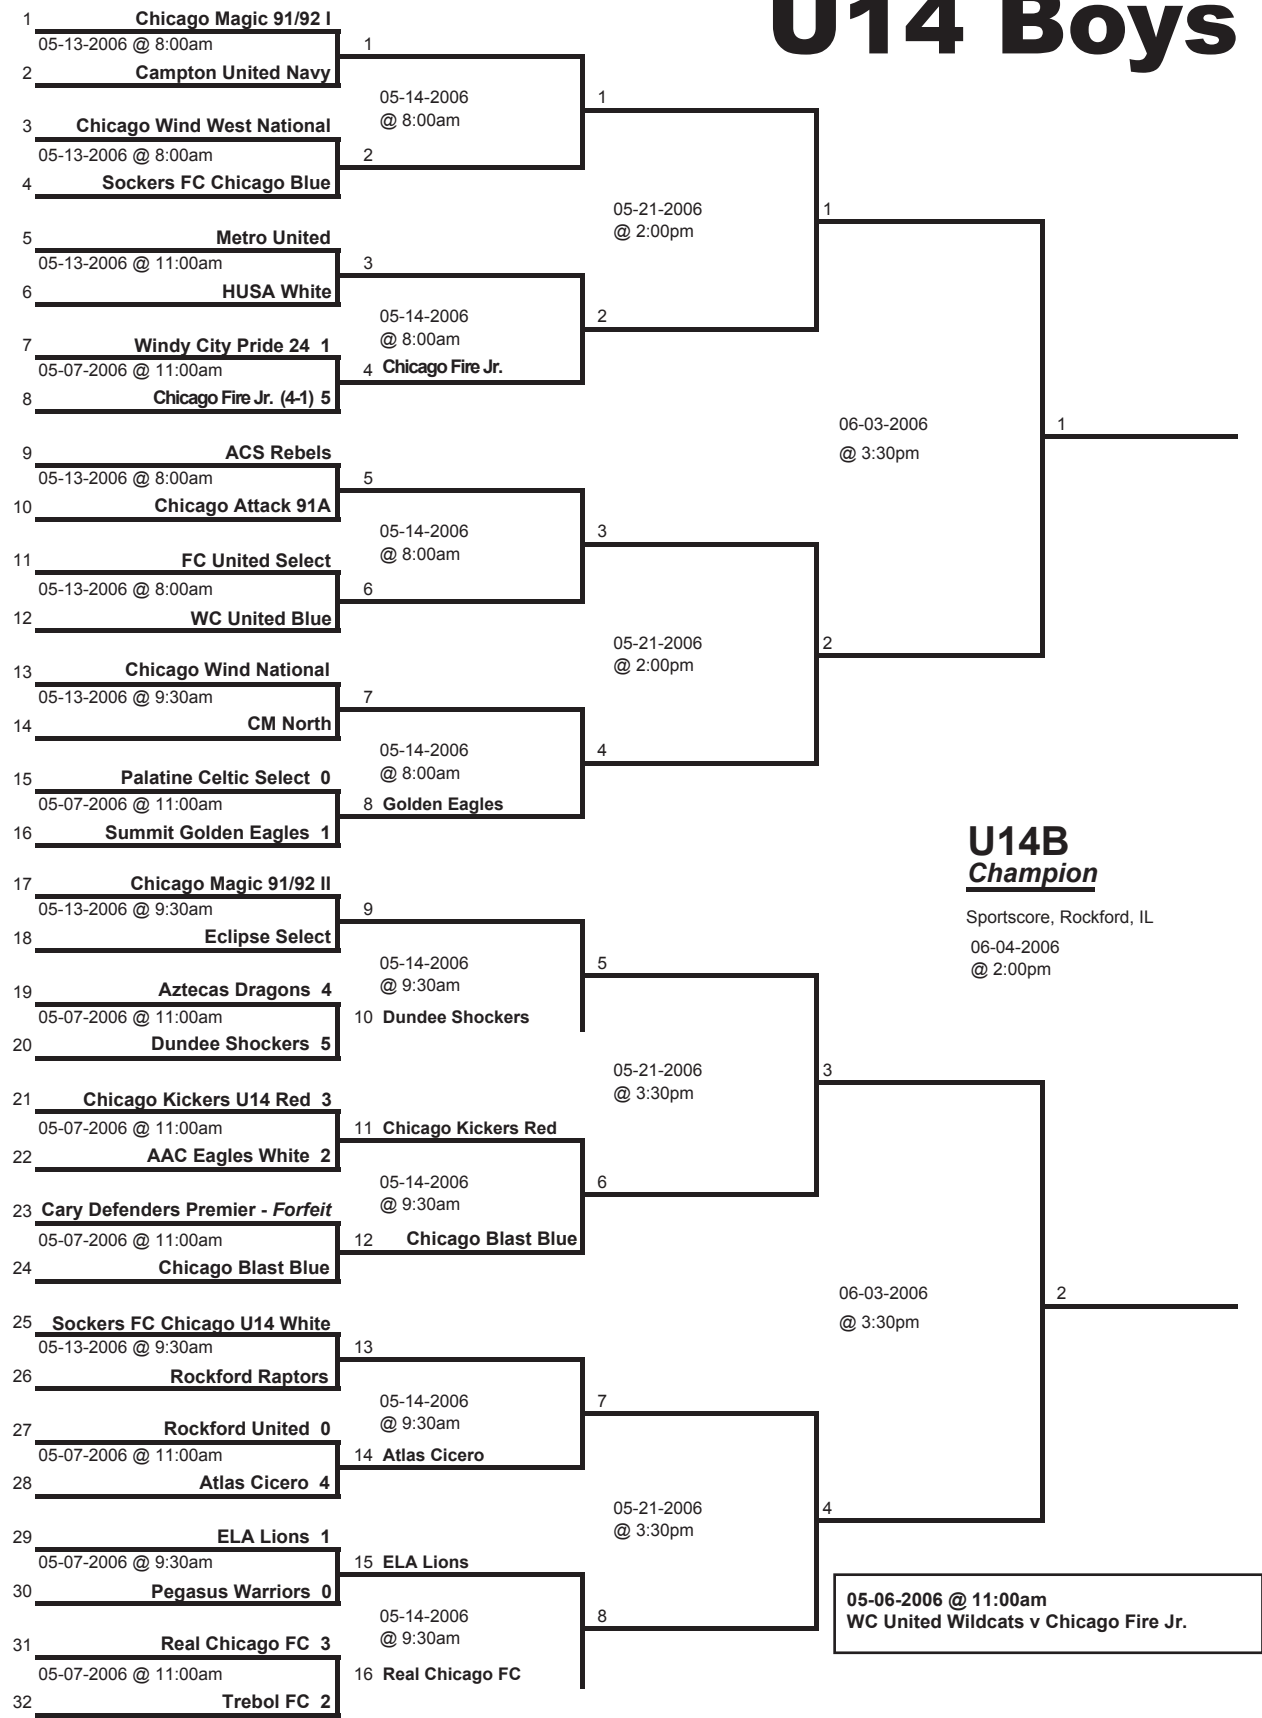 U14 Boys
1 Chicago Magic 91/92 I
05-13-2006 @ 8:00am
2 Campton United Navy
3 Chicago Wind West National
05-13-2006 @ 8:00am
4 Sockers FC Chicago Blue
5 Metro United
05-13-2006 @ 11:00am
6 HUSA White
7 Windy City Pride 24 1
05-07-2006 @ 11:00am
8 Chicago Fire Jr. (4-1) 5
9 ACS Rebels
05-13-2006 @ 8:00am
10 Chicago Attack 91A
11 FC United Select
05-13-2006 @ 8:00am
12 WC United Blue
13 Chicago Wind National
05-13-2006 @ 9:30am
14 CM North
15 Palatine Celtic Select 0
05-07-2006 @ 11:00am
16 Summit Golden Eagles 1
17 Chicago Magic 91/92 II
05-13-2006 @ 9:30am
18 Eclipse Select
19 Aztecas Dragons 4
05-07-2006 @ 11:00am
20 Dundee Shockers 5
21 Chicago Kickers U14 Red 3
05-07-2006 @ 11:00am
22 AAC Eagles White 2
23 Cary Defenders Premier - Forfeit
05-07-2006 @ 11:00am
24 Chicago Blast Blue
25 Sockers FC Chicago U14 White
05-13-2006 @ 9:30am
26 Rockford Raptors
27 Rockford United 0
05-07-2006 @ 11:00am
28 Atlas Cicero 4
29 ELA Lions 1
05-07-2006 @ 9:30am
30 Pegasus Warriors 0
31 Real Chicago FC 3
05-07-2006 @ 11:00am
32 Trebol FC 2
1
05-14-2006
@ 8:00am
2
3
05-14-2006
@ 8:00am
4 Chicago Fire Jr.
5
05-14-2006
@ 8:00am
6
7
05-14-2006
@ 8:00am
8 Golden Eagles
9
05-14-2006
@ 9:30am
10 Dundee Shockers
11 Chicago Kickers Red
05-14-2006
@ 9:30am
12 Chicago Blast Blue
13
05-14-2006
@ 9:30am
14 Atlas Cicero
15 ELA Lions
05-14-2006
@ 9:30am
16 Real Chicago FC
1
05-21-2006
@ 2:00pm
2
3
05-21-2006
@ 2:00pm
4
5
05-21-2006
@ 3:30pm
6
7
05-21-2006
@ 3:30pm
8
1
06-03-2006
@ 3:30pm
2
3
06-03-2006
@ 3:30pm
4
1
2
U14B
Champion
Sportscore, Rockford, IL
06-04-2006
@ 2:00pm
05-06-2006 @ 11:00am
WC United Wildcats v Chicago Fire Jr.